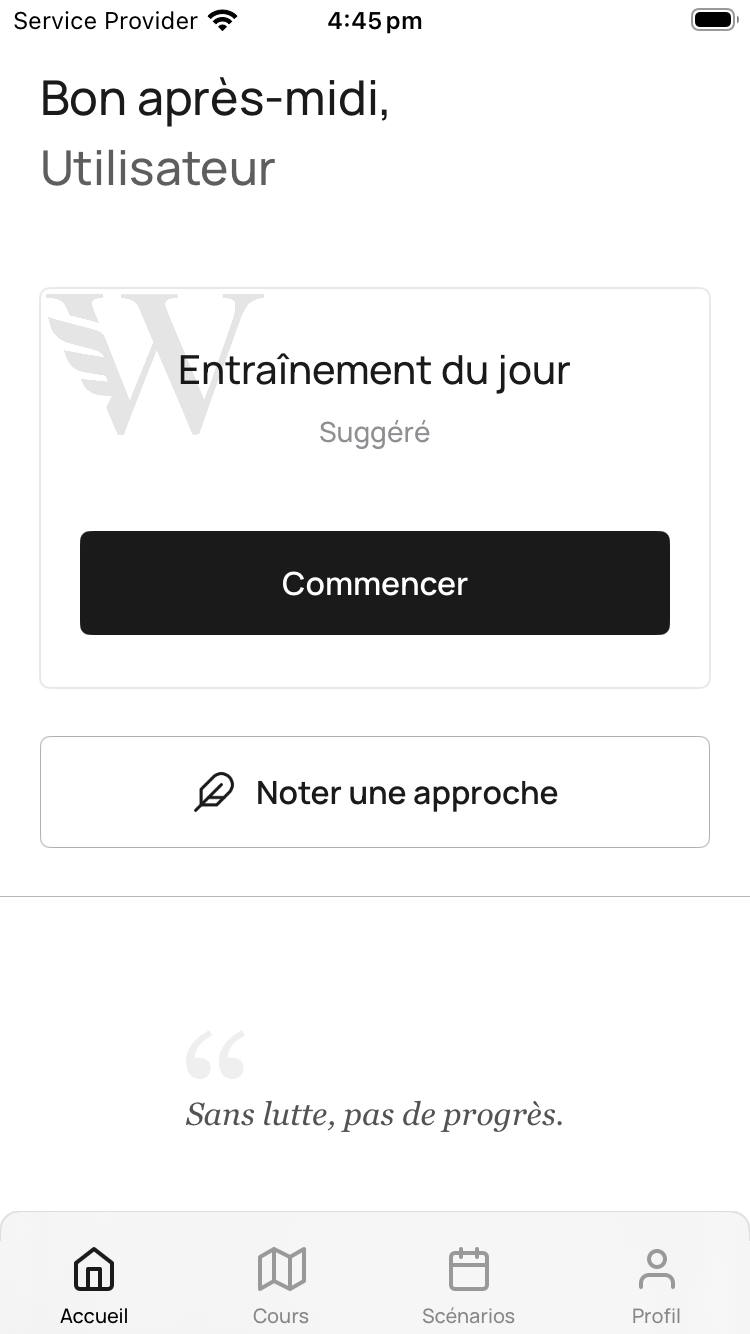 Service Provider 4:45 pm
Bon après-midi,
Utilisateur
W
Entraînement du jour
Suggéré
Commencer
Noter une approche
“
Sans lutte, pas de progrès.
Accueil Cours Scénarios Profil